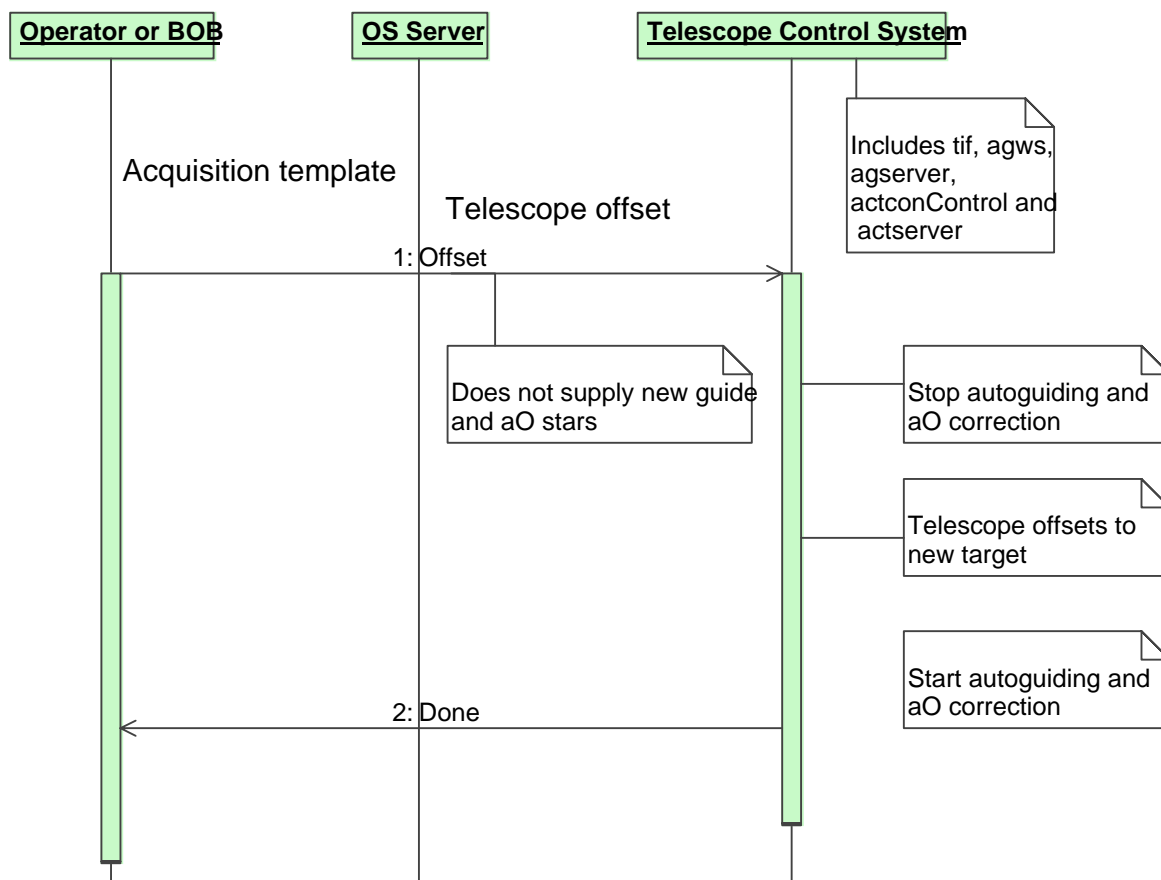 Operator or BOB
OS Server
Telescope Control System
Includes tif, agws,
agserver,
actconControl and
actserver
Acquisition template
Telescope offset
1: Offset
Does not supply new guide
and aO stars
Stop autoguiding and
aO correction
Telescope offsets to
new target
Start autoguiding and
aO correction
2: Done